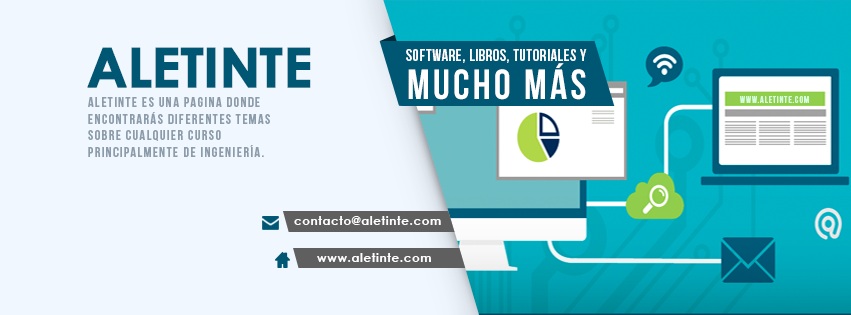 ALETINTE
ALETINTE ES UNA PAGINA DONDE
ENCONTRARÁS DIFERENTES TEMAS
SOBRE CUALQUIER CURSO
PRINCIPALMENTE DE INGENIERÍA.
contacto@aletinte.com
www.aletinte.com
SOFTWARE, LIBROS, TUTORIALES Y
MUCHO MÁS
WWW.ALETINTE.COM
@